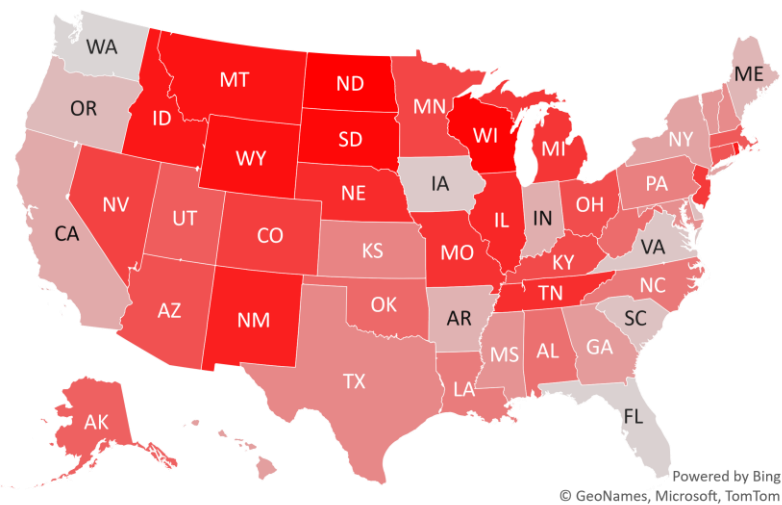 WA
ME
MT
ND
OR
MN
ID
SD
WI
MI
NY
WY
IA
NE
PA
NV
IL
IN
OH
UT
CA
CO
VA
KS
MO
KY
NC
TN
AZ
OK
NM
AR
SC
MS
AL
GA
TX
LA
FL
AK
Powered by Bing
© GeoNames, Microsoft, TomTom